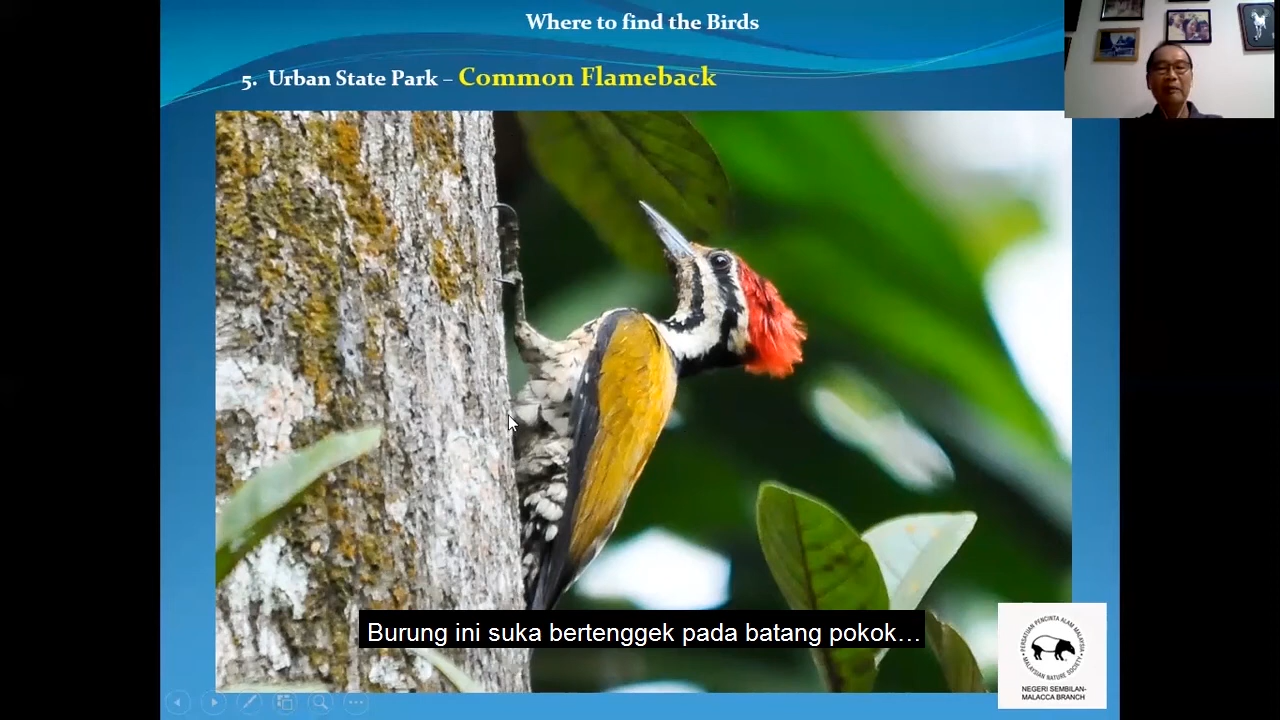 Where to find the Birds
5. Urban State Park – Common Flameback
Burung ini suka bertenggek pada batang pokok…
PERSATUAN PENCINTA ALAM MALAYSIA
• MALAYSIAN NATURE SOCIETY •
NEGERI SEMBILAN-
MALACCA BRANCH